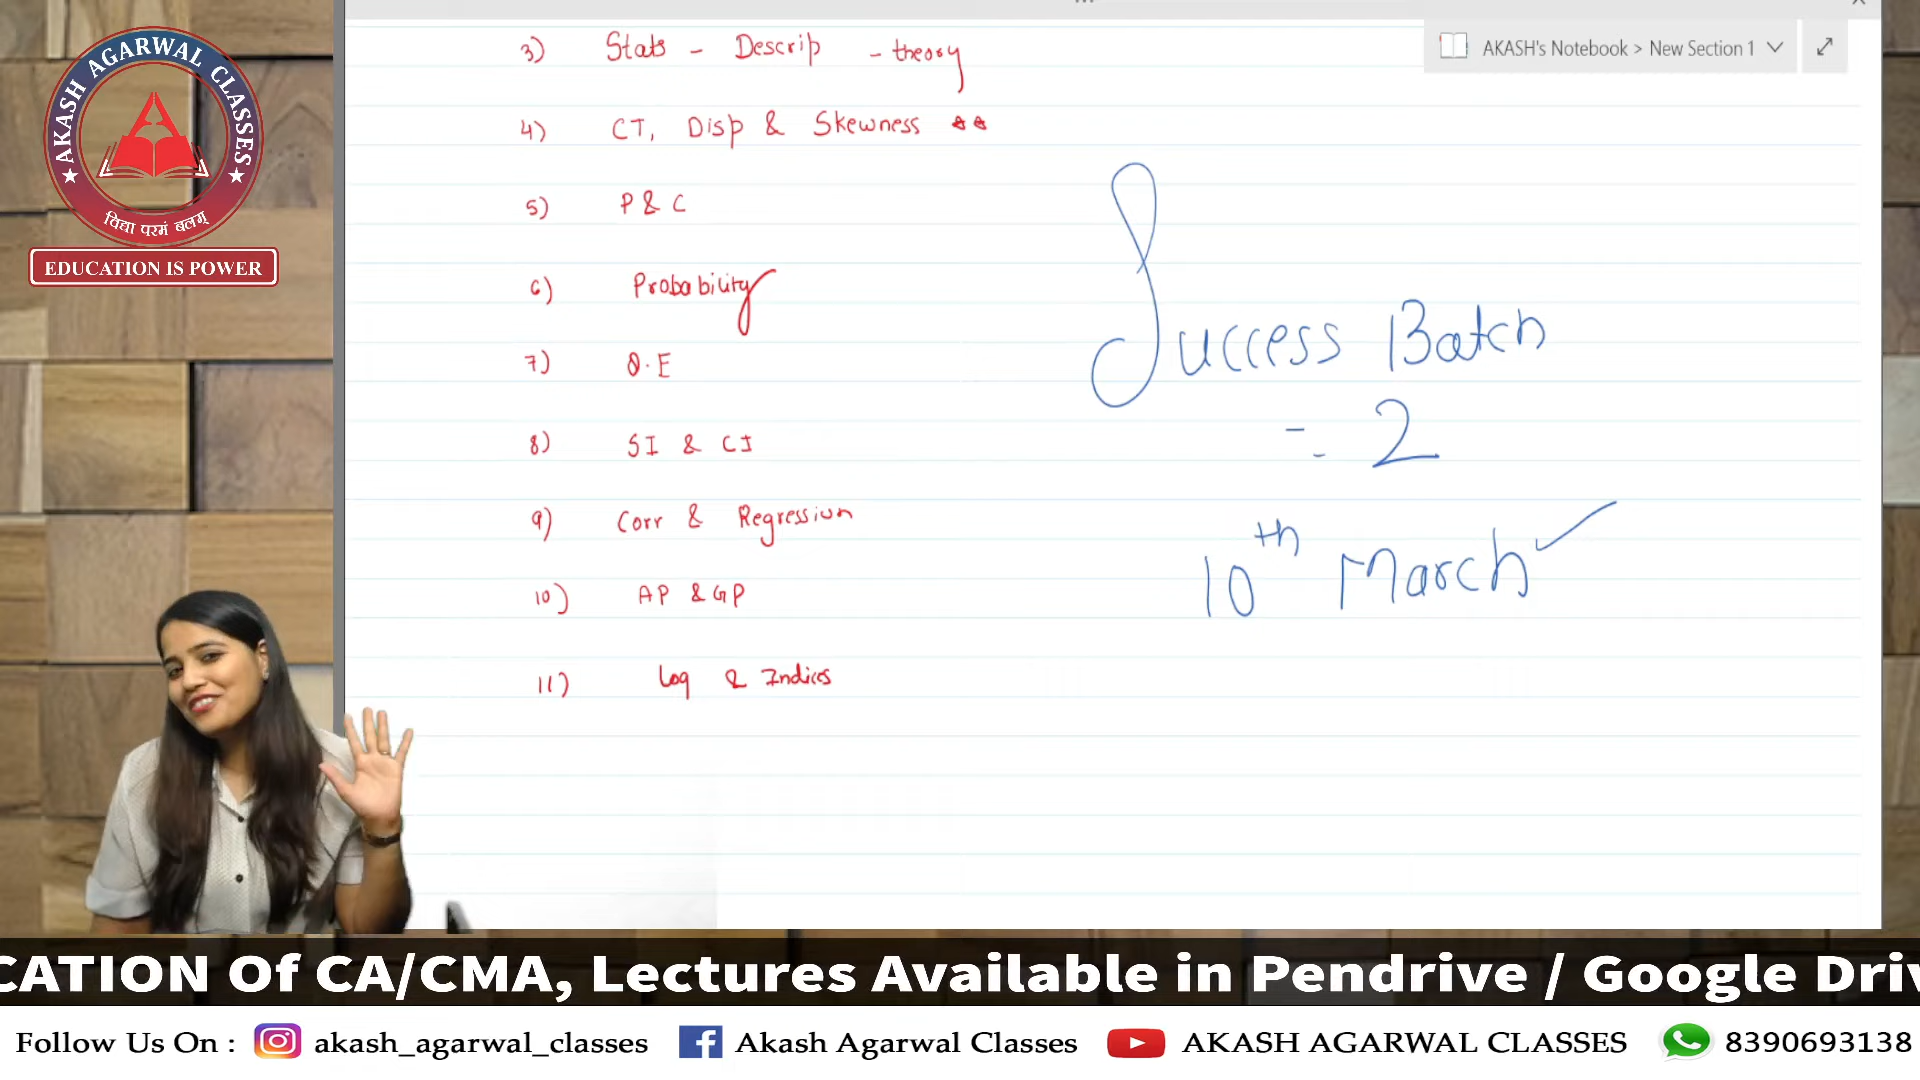 AKASH AGARWAL CLASSES
विद्या परमं बलम्
EDUCATION IS POWER
AKASH's Notebook > New Section 1
3) Stats - Descrip - theory
4) CT, Disp & Skewness
5) P & C
6) Probability
7) Q.E
8) SI & CI
9) Corr & Regression
10) AP & GP
11) Log & Indices
Success Batch
= 2
10th March
CATION Of CA/CMA, Lectures Available in Pendrive / Google Driv
Follow Us On : akash_agarwal_classes Akash Agarwal Classes AKASH AGARWAL CLASSES 8390693138